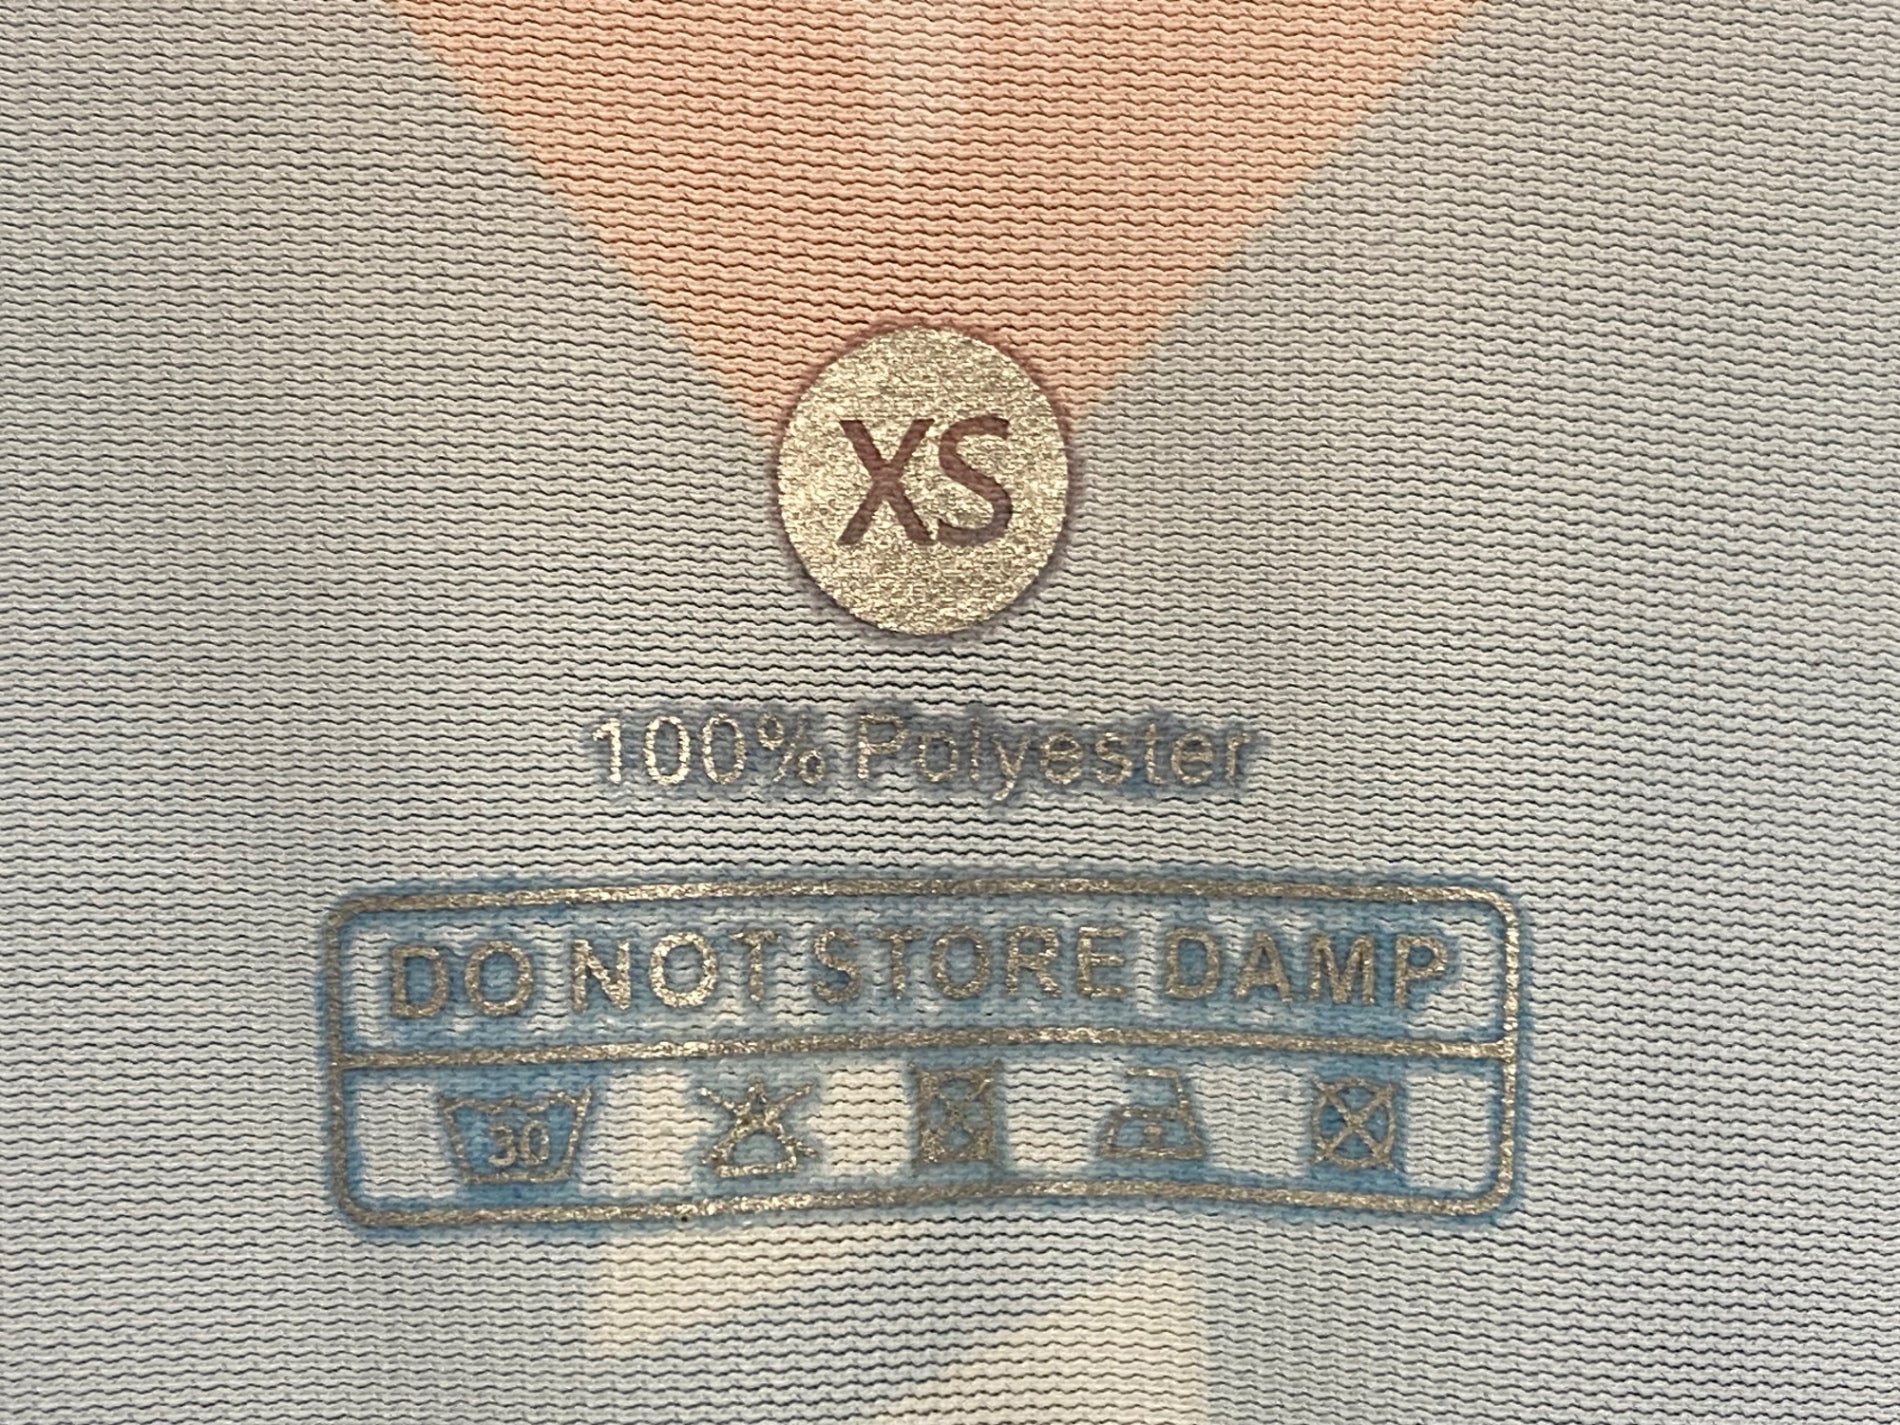 XS
100% Polyester
DO NOT STORE DAMP
30